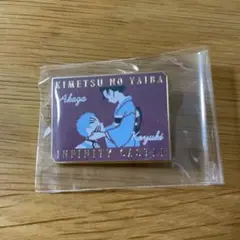 KIMETSU NO YAIBA
Akaza
Koyuki
INFINITY CASTLE